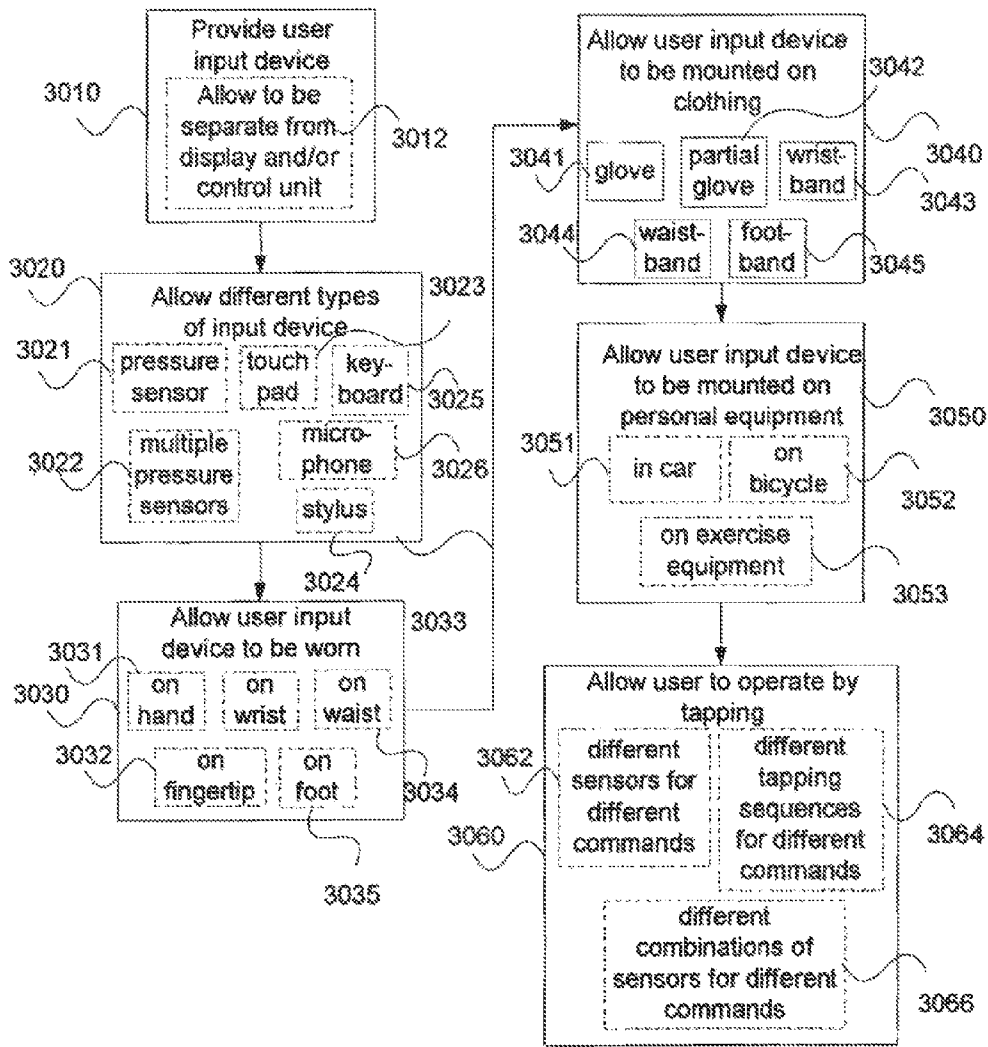 Provide user
input device
3010
Allow to be
separate from
display and/or
control unit
3012
3020
Allow different types
of input device
3023
3021
pressure
sensor
touch
pad
key-
board
3025
3022
multiple
pressure
sensors
micro-
phone
3026
stylus
3024
Allow user input
device to be worn
3033
3031
3030
on
hand
on
wrist
on
waist
3032
on
fingertip
on
foot
3034
3035
Allow user input device
to be mounted on
clothing
3042
3040
3041
glove
partial
glove
wrist-
band
3043
3044
waist-
band
foot-
band
3045
Allow user input device
to be mounted on
personal equipment
3050
3051
in car
on
bicycle
3052
on exercise
equipment
3053
Allow user to operate by
tapping
3062
different
sensors for
different
commands
different
tapping
sequences
for different
commands
3064
3060
different
combinations of
sensors for different
commands
3066